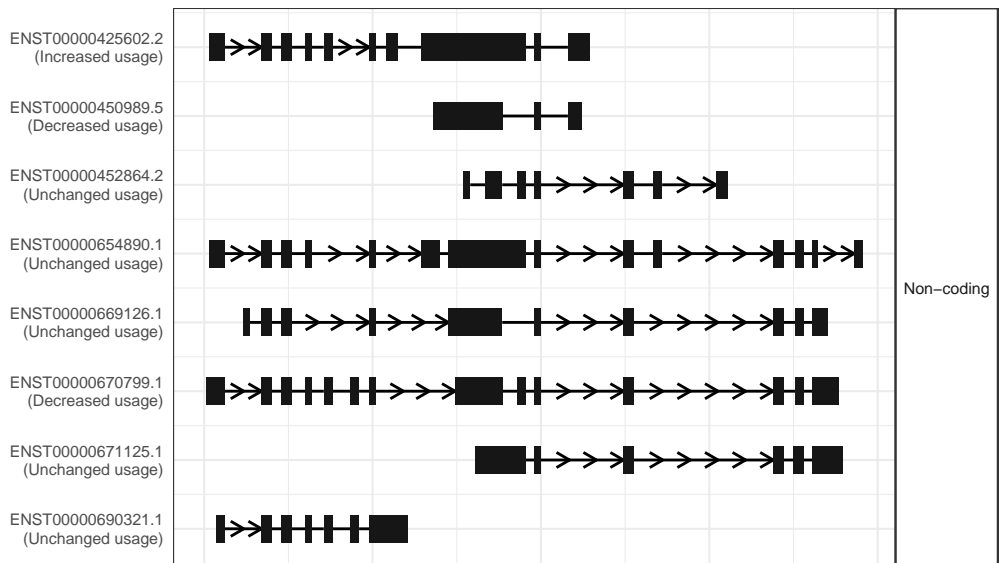 ENST00000425602.2
(Increased usage)
ENST00000450989.5
(Decreased usage)
ENST00000452864.2
(Unchanged usage)
ENST00000654890.1
(Unchanged usage)
Non−coding
ENST00000669126.1
(Unchanged usage)
ENST00000670799.1
(Decreased usage)
ENST00000671125.1
(Unchanged usage)
ENST00000690321.1
(Unchanged usage)